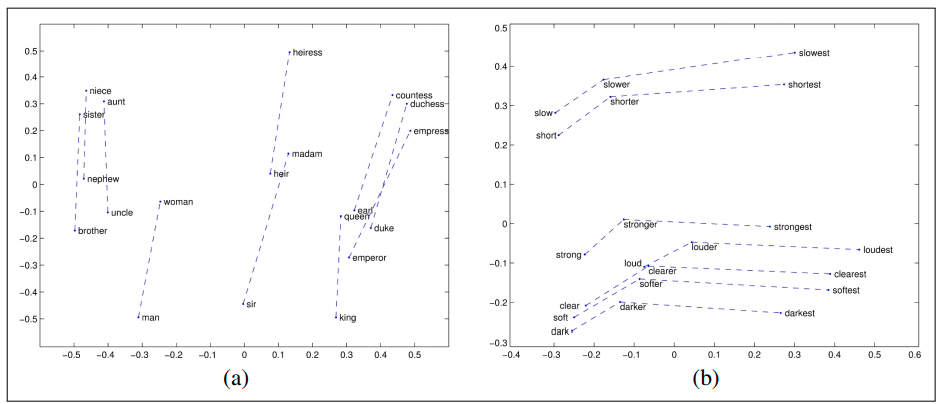 0.5
0.4
0.3
0.2
0.1
0
−0.1
−0.2
−0.3
−0.4
−0.5
−0.5 −0.4 −0.3 −0.2 −0.1 0 0.1 0.2 0.3 0.4 0.5
heiress
niece
aunt
sister
countess
duchess
empress
madam
nephew
heir
woman
uncle
earl
queen
duke
brother
emperor
sir
man
king
(a)
0.5
0.4
0.3
0.2
0.1
0
−0.1
−0.2
−0.3
−0.4 −0.3 −0.2 −0.1 0 0.1 0.2 0.3 0.4 0.5 0.6
slowest
slower
shortest
shorter
slow
short
stronger
strongest
strong
louder
loudest
loud
clearer
clearest
softer
softest
clear
darker
soft
darkest
dark
(b)